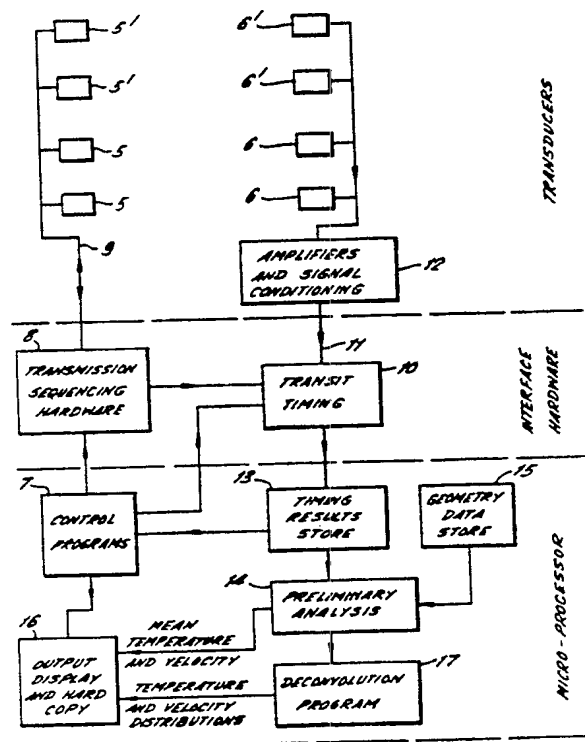 5'
6'
5'
6'
5
6
5
6
TRANSDUCERS
9
AMPLIFIERS
AND SIGNAL
CONDITIONING
12
8
TRANSMISSION
SEQUENCING
HARDWARE
11
TRANSIT
TIMING
10
INTERFACE
HARDWARE
7
CONTROL
PROGRAMS
13
TIMING
RESULTS
STORE
15
GEOMETRY
DATA
STORE
14
PRELIMINARY
ANALYSIS
MICRO-PROCESSOR
16
OUTPUT
DISPLAY
AND HARD
COPY
MEAN
TEMPERATURE
AND VELOCITY
TEMPERATURE
AND VELOCITY
DISTRIBUTIONS
17
DECONVOLUTION
PROGRAM